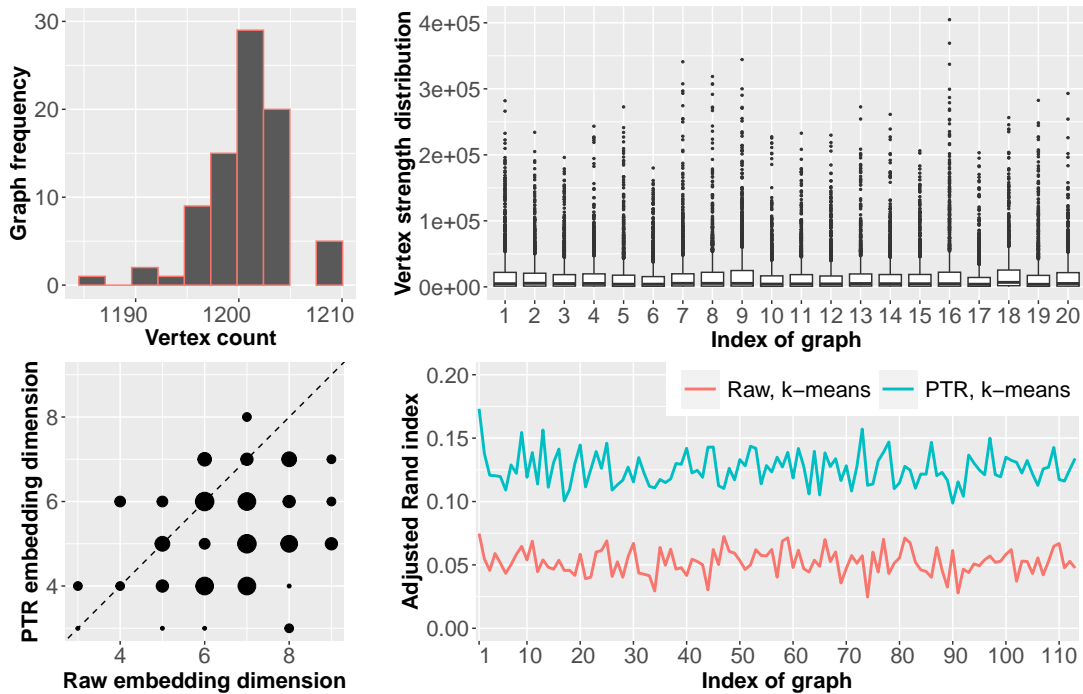 30
20
10
0
Graph frequency
1190 1200 1210
Vertex count
4e+05
3e+05
2e+05
1e+05
0e+00
Vertex strength distribution
1 2 3 4 5 6 7 8 9 10 11 12 13 14 15 16 17 18 19 20
Index of graph
8
6
4
PTR embedding dimension
4 6 8
Raw embedding dimension
Raw, k−means PTR, k−means
0.20
0.15
0.10
0.05
0.00
Adjusted Rand index
1 10 20 30 40 50 60 70 80 90 100 110
Index of graph